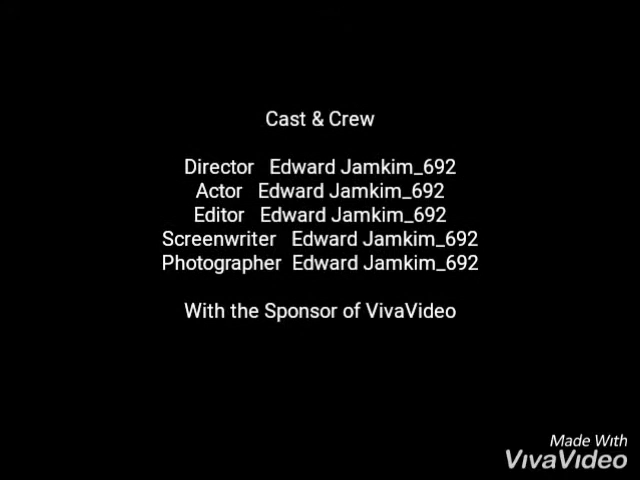 Cast & Crew
Director Edward Jamkim_692
Actor Edward Jamkim_692
Editor Edward Jamkim_692
Screenwriter Edward Jamkim_692
Photographer Edward Jamkim_692
With the Sponsor of VivaVideo
Made With
VivaVideo